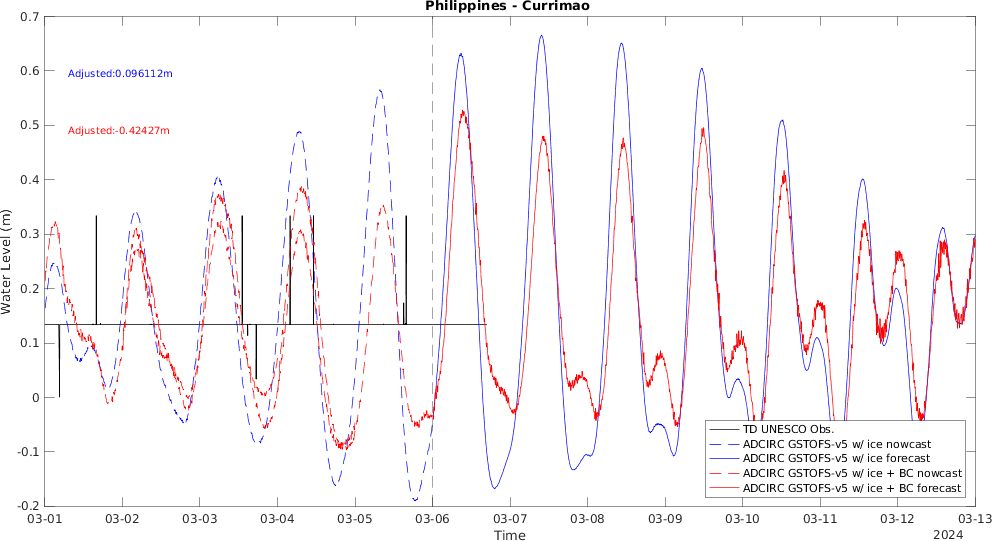 Philippines - Currimao
0.7
0.6
0.5
0.4
0.3
0.2
0.1
0
-0.1
-0.2
Water Level (m)
Adjusted:0.096112m
Adjusted:-0.42427m
TD UNESCO Obs.
ADCIRC GSTOFS-v5 w/ ice nowcast
ADCIRC GSTOFS-v5 w/ ice forecast
ADCIRC GSTOFS-v5 w/ ice + BC nowcast
ADCIRC GSTOFS-v5 w/ ice + BC forecast
03-01 03-02 03-03 03-04 03-05 03-06 03-07 03-08 03-09 03-10 03-11 03-12 03-13
Time
2024